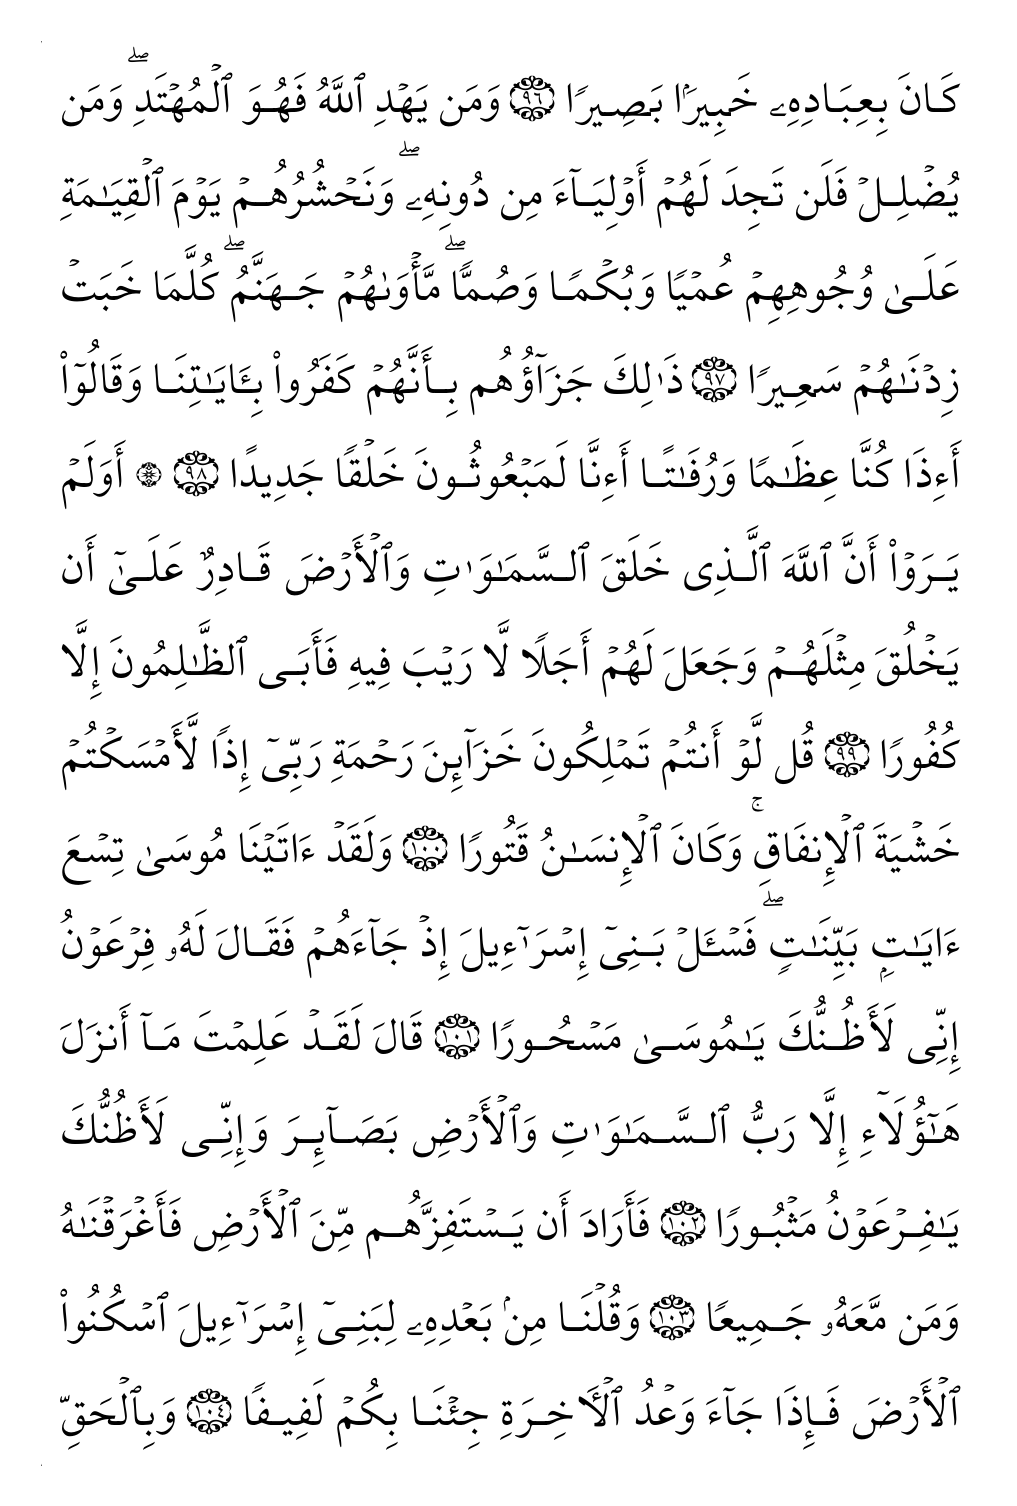 كَانَ بِعِبَادِهِۦ خَبِيرَۢا بَصِيرٗا ٩٦ وَمَن يَهۡدِ ٱللَّهُ فَهُوَ ٱلۡمُهۡتَدِۖ وَمَن
يُضۡلِلۡ فَلَن تَجِدَ لَهُمۡ أَوۡلِيَآءَ مِن دُونِهِۦۖ وَنَحۡشُرُهُمۡ يَوۡمَ ٱلۡقِيَٰمَةِ
عَلَىٰ وُجُوهِهِمۡ عُمۡيٗا وَبُكۡمٗا وَصُمّٗاۖ مَّأۡوَىٰهُمۡ جَهَنَّمُۖ كُلَّمَا خَبَتۡ
زِدۡنَٰهُمۡ سَعِيرٗا ٩٧ ذَٰلِكَ جَزَآؤُهُم بِأَنَّهُمۡ كَفَرُواْ بِـَٔايَٰتِنَا وَقَالُوٓاْ
أَءِذَا كُنَّا عِظَٰمٗا وَرُفَٰتًا أَءِنَّا لَمَبۡعُوثُونَ خَلۡقٗا جَدِيدًا ٩٨ ۞ أَوَلَمۡ
يَرَوۡاْ أَنَّ ٱللَّهَ ٱلَّذِي خَلَقَ ٱلسَّمَٰوَٰتِ وَٱلۡأَرۡضَ قَادِرٌ عَلَىٰٓ أَن
يَخۡلُقَ مِثۡلَهُمۡ وَجَعَلَ لَهُمۡ أَجَلٗا لَّا رَيۡبَ فِيهِ فَأَبَى ٱلظَّٰلِمُونَ إِلَّا
كُفُورٗا ٩٩ قُل لَّوۡ أَنتُمۡ تَمۡلِكُونَ خَزَآئِنَ رَحۡمَةِ رَبِّيٓ إِذٗا لَّأَمۡسَكۡتُمۡ
خَشۡيَةَ ٱلۡإِنفَاقِۚ وَكَانَ ٱلۡإِنسَٰنُ قَتُورٗا ١٠٠ وَلَقَدۡ ءَاتَيۡنَا مُوسَىٰ تِسۡعَ
ءَايَٰتِۭ بَيِّنَٰتٖۖ فَسۡـَٔلۡ بَنِيٓ إِسۡرَٰٓءِيلَ إِذۡ جَآءَهُمۡ فَقَالَ لَهُۥ فِرۡعَوۡنُ
إِنِّي لَأَظُنُّكَ يَٰمُوسَىٰ مَسۡحُورٗا ١٠١ قَالَ لَقَدۡ عَلِمۡتَ مَآ أَنزَلَ
هَٰٓؤُلَآءِ إِلَّا رَبُّ ٱلسَّمَٰوَٰتِ وَٱلۡأَرۡضِ بَصَآئِرَ وَإِنِّي لَأَظُنُّكَ
يَٰفِرۡعَوۡنُ مَثۡبُورٗا ١٠٢ فَأَرَادَ أَن يَسۡتَفِزَّهُم مِّنَ ٱلۡأَرۡضِ فَأَغۡرَقۡنَٰهُ
وَمَن مَّعَهُۥ جَمِيعٗا ١٠٣ وَقُلۡنَا مِنۢ بَعۡدِهِۦ لِبَنِيٓ إِسۡرَٰٓءِيلَ ٱسۡكُنُواْ
ٱلۡأَرۡضَ فَإِذَا جَآءَ وَعۡدُ ٱلۡأٓخِرَةِ جِئۡنَا بِكُمۡ لَفِيفٗا ١٠٤ وَبِٱلۡحَقِّ